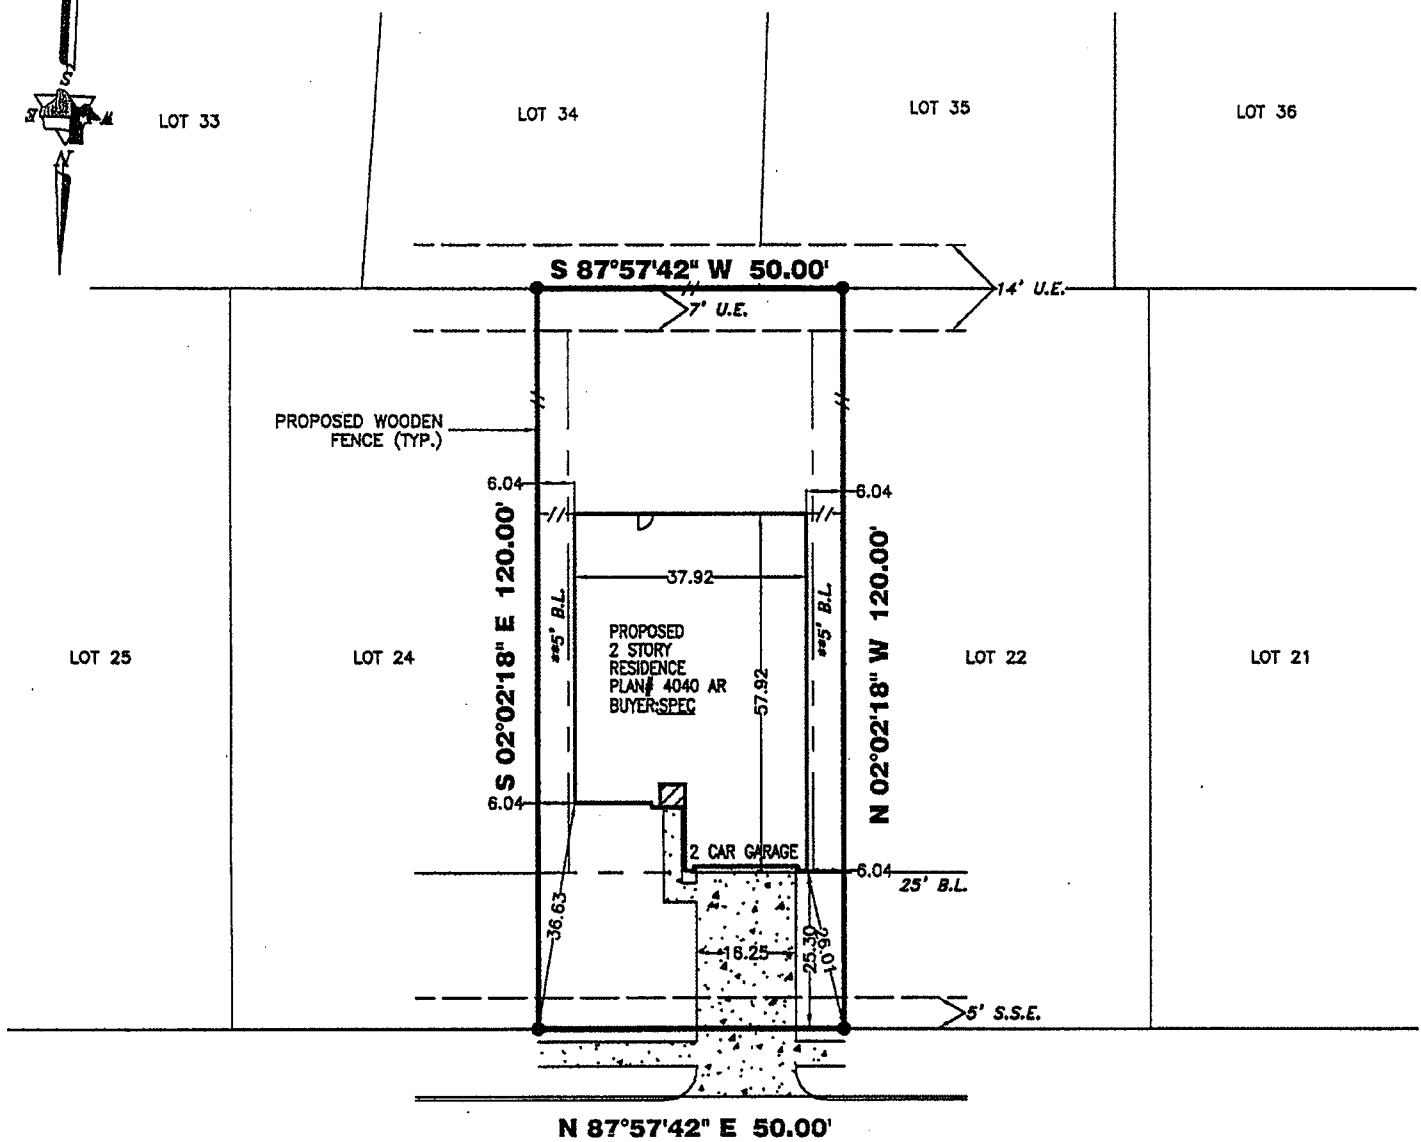 S
N
LOT 33
LOT 34
LOT 35
LOT 36
S 87°57'42" W 50.00'
14' U.E.
7' U.E.
PROPOSED WOODEN
FENCE (TYP.)
6.04
6.04
S 02°02'18" E 120.00'
N 02°02'18" W 120.00'
37.92
**5' B.L.
**5' B.L.
PROPOSED
2 STORY
RESIDENCE
PLAN# 4040 AR
BUYER:SPEC
57.92
LOT 25
LOT 24
LOT 22
LOT 21
6.04
2 CAR GARAGE
6.04
25' B.L.
36.63
16.25
25.30
26.01
5' S.S.E.
N 87°57'42" E 50.00'